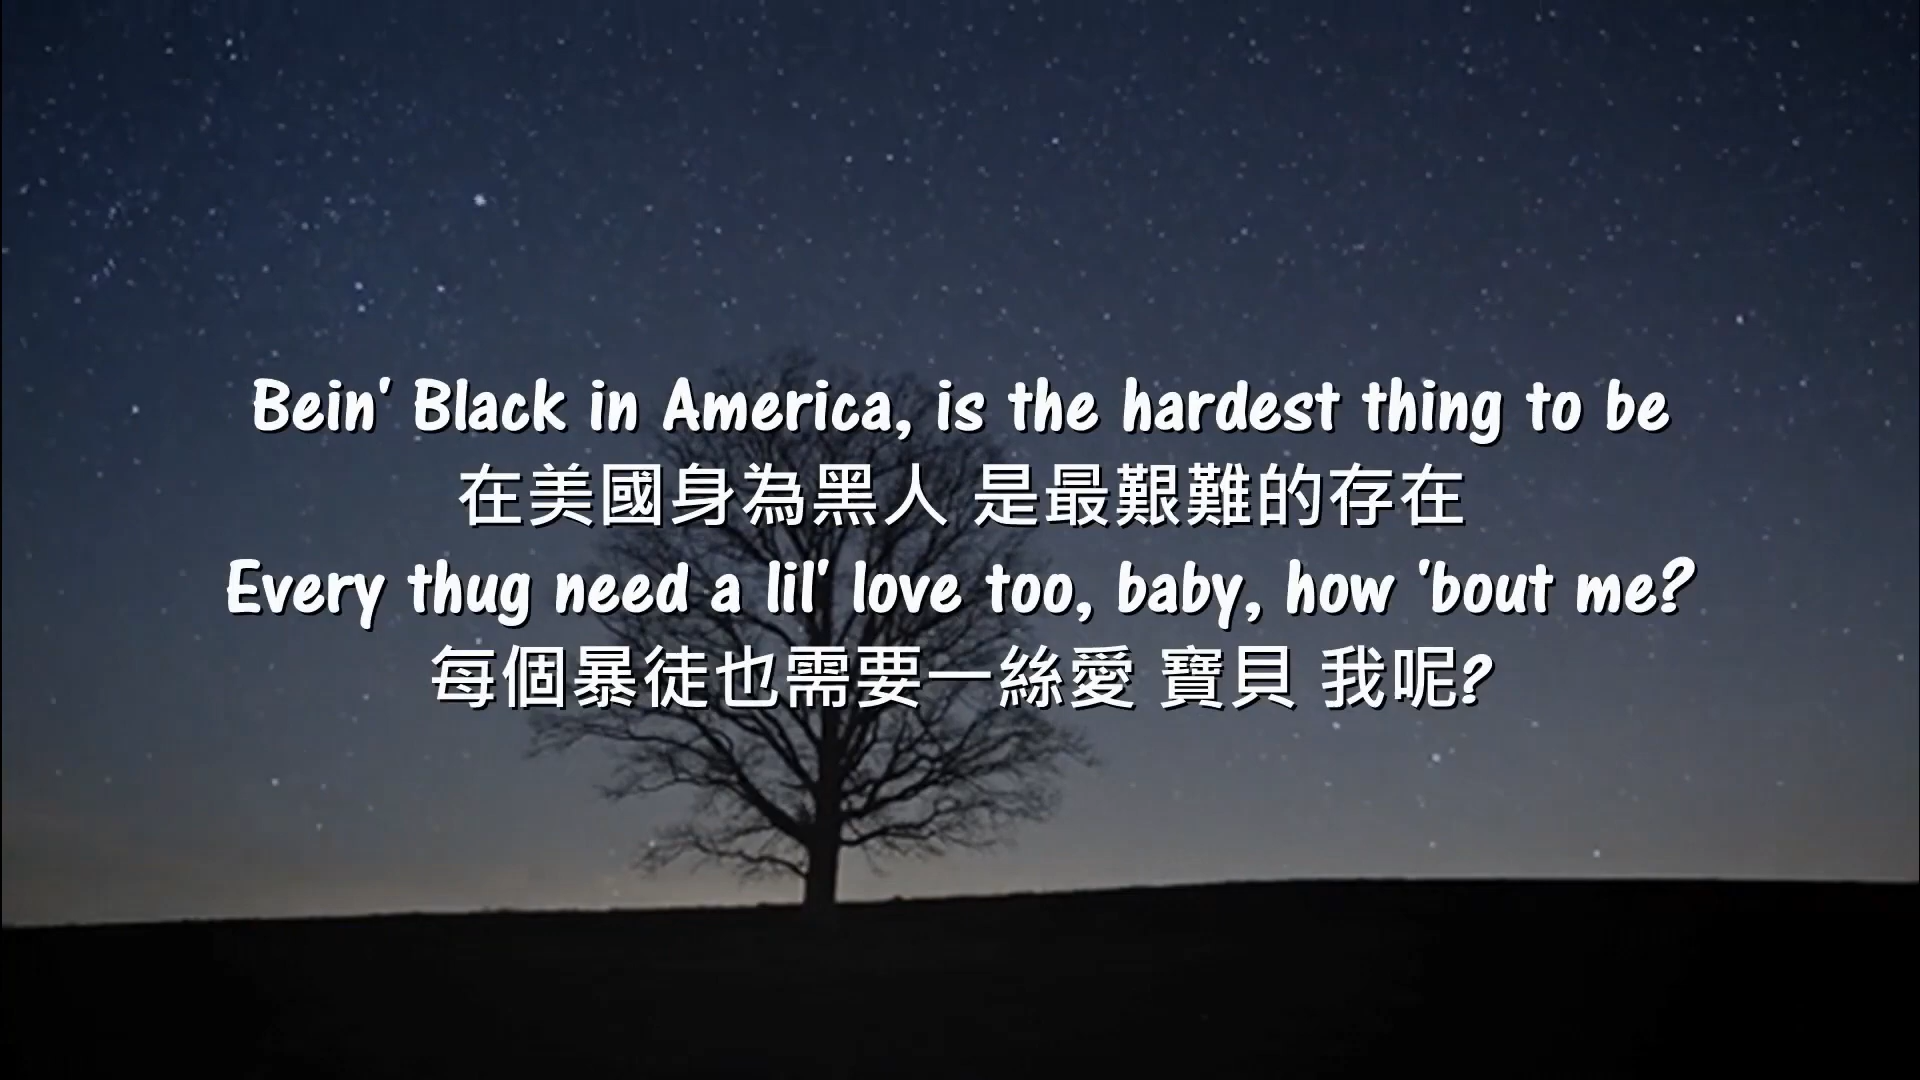 Bein' Black in America, is the hardest thing to be
在美國身為黑人 是最艱難的存在
Every thug need a lil' love too, baby, how 'bout me?
每個暴徒也需要一絲愛 寶貝 我呢?